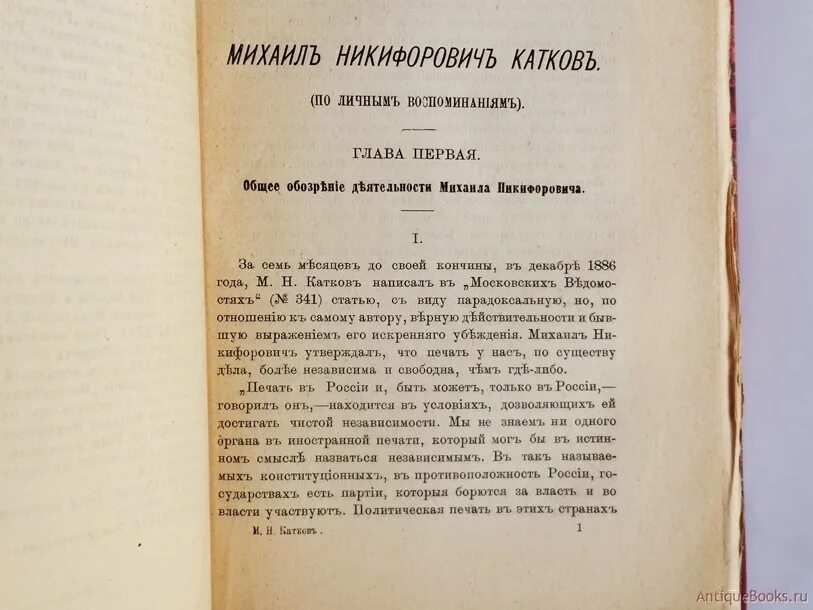 МИХАИЛЪ НИКИФОРОВИЧЪ КАТКОВЪ.
(ПО ЛИЧНЫМЪ ВОСПОМИНАНІЯМЪ).
ГЛАВА ПЕРВАЯ.
Общее обозрѣніе дѣятельности Михаила Никифоровича.
I.
За семь мѣсяцевъ до своей кончины, въ декабрѣ 1886
года, М. Н. Катковъ написалъ въ „Московскихъ Вѣдомо-
стяхъ“ (№ 341) статью, съ виду парадоксальную, но, по
отношенію къ самому автору, вѣрную дѣйствительности и быв-
шую выраженіемъ его искренняго убѣжденія. Михаилъ Ни-
кифоровичъ утверждалъ, что печать у насъ, по существу
дѣла, болѣе независима и свободна, чѣмъ гдѣ-либо.
„Печать въ Россіи и, быть можетъ, только въ Россіи,—
говорилъ онъ,—находится въ условіяхъ, дозволяющихъ ей
достигать чистой независимости. Мы не знаемъ ни одного
о̀ргана въ иностранной печати, который могъ бы въ истин-
номъ смыслѣ назваться независимымъ. Въ такъ называе-
мыхъ конституціонныхъ, въ противоположность Россіи, го-
сударствахъ есть партіи, которыя борются за власть и во
власти участвуютъ. Политическая печать въ этихъ странахъ
М. Н. Катковъ.
1
AntiqueBooks.ru